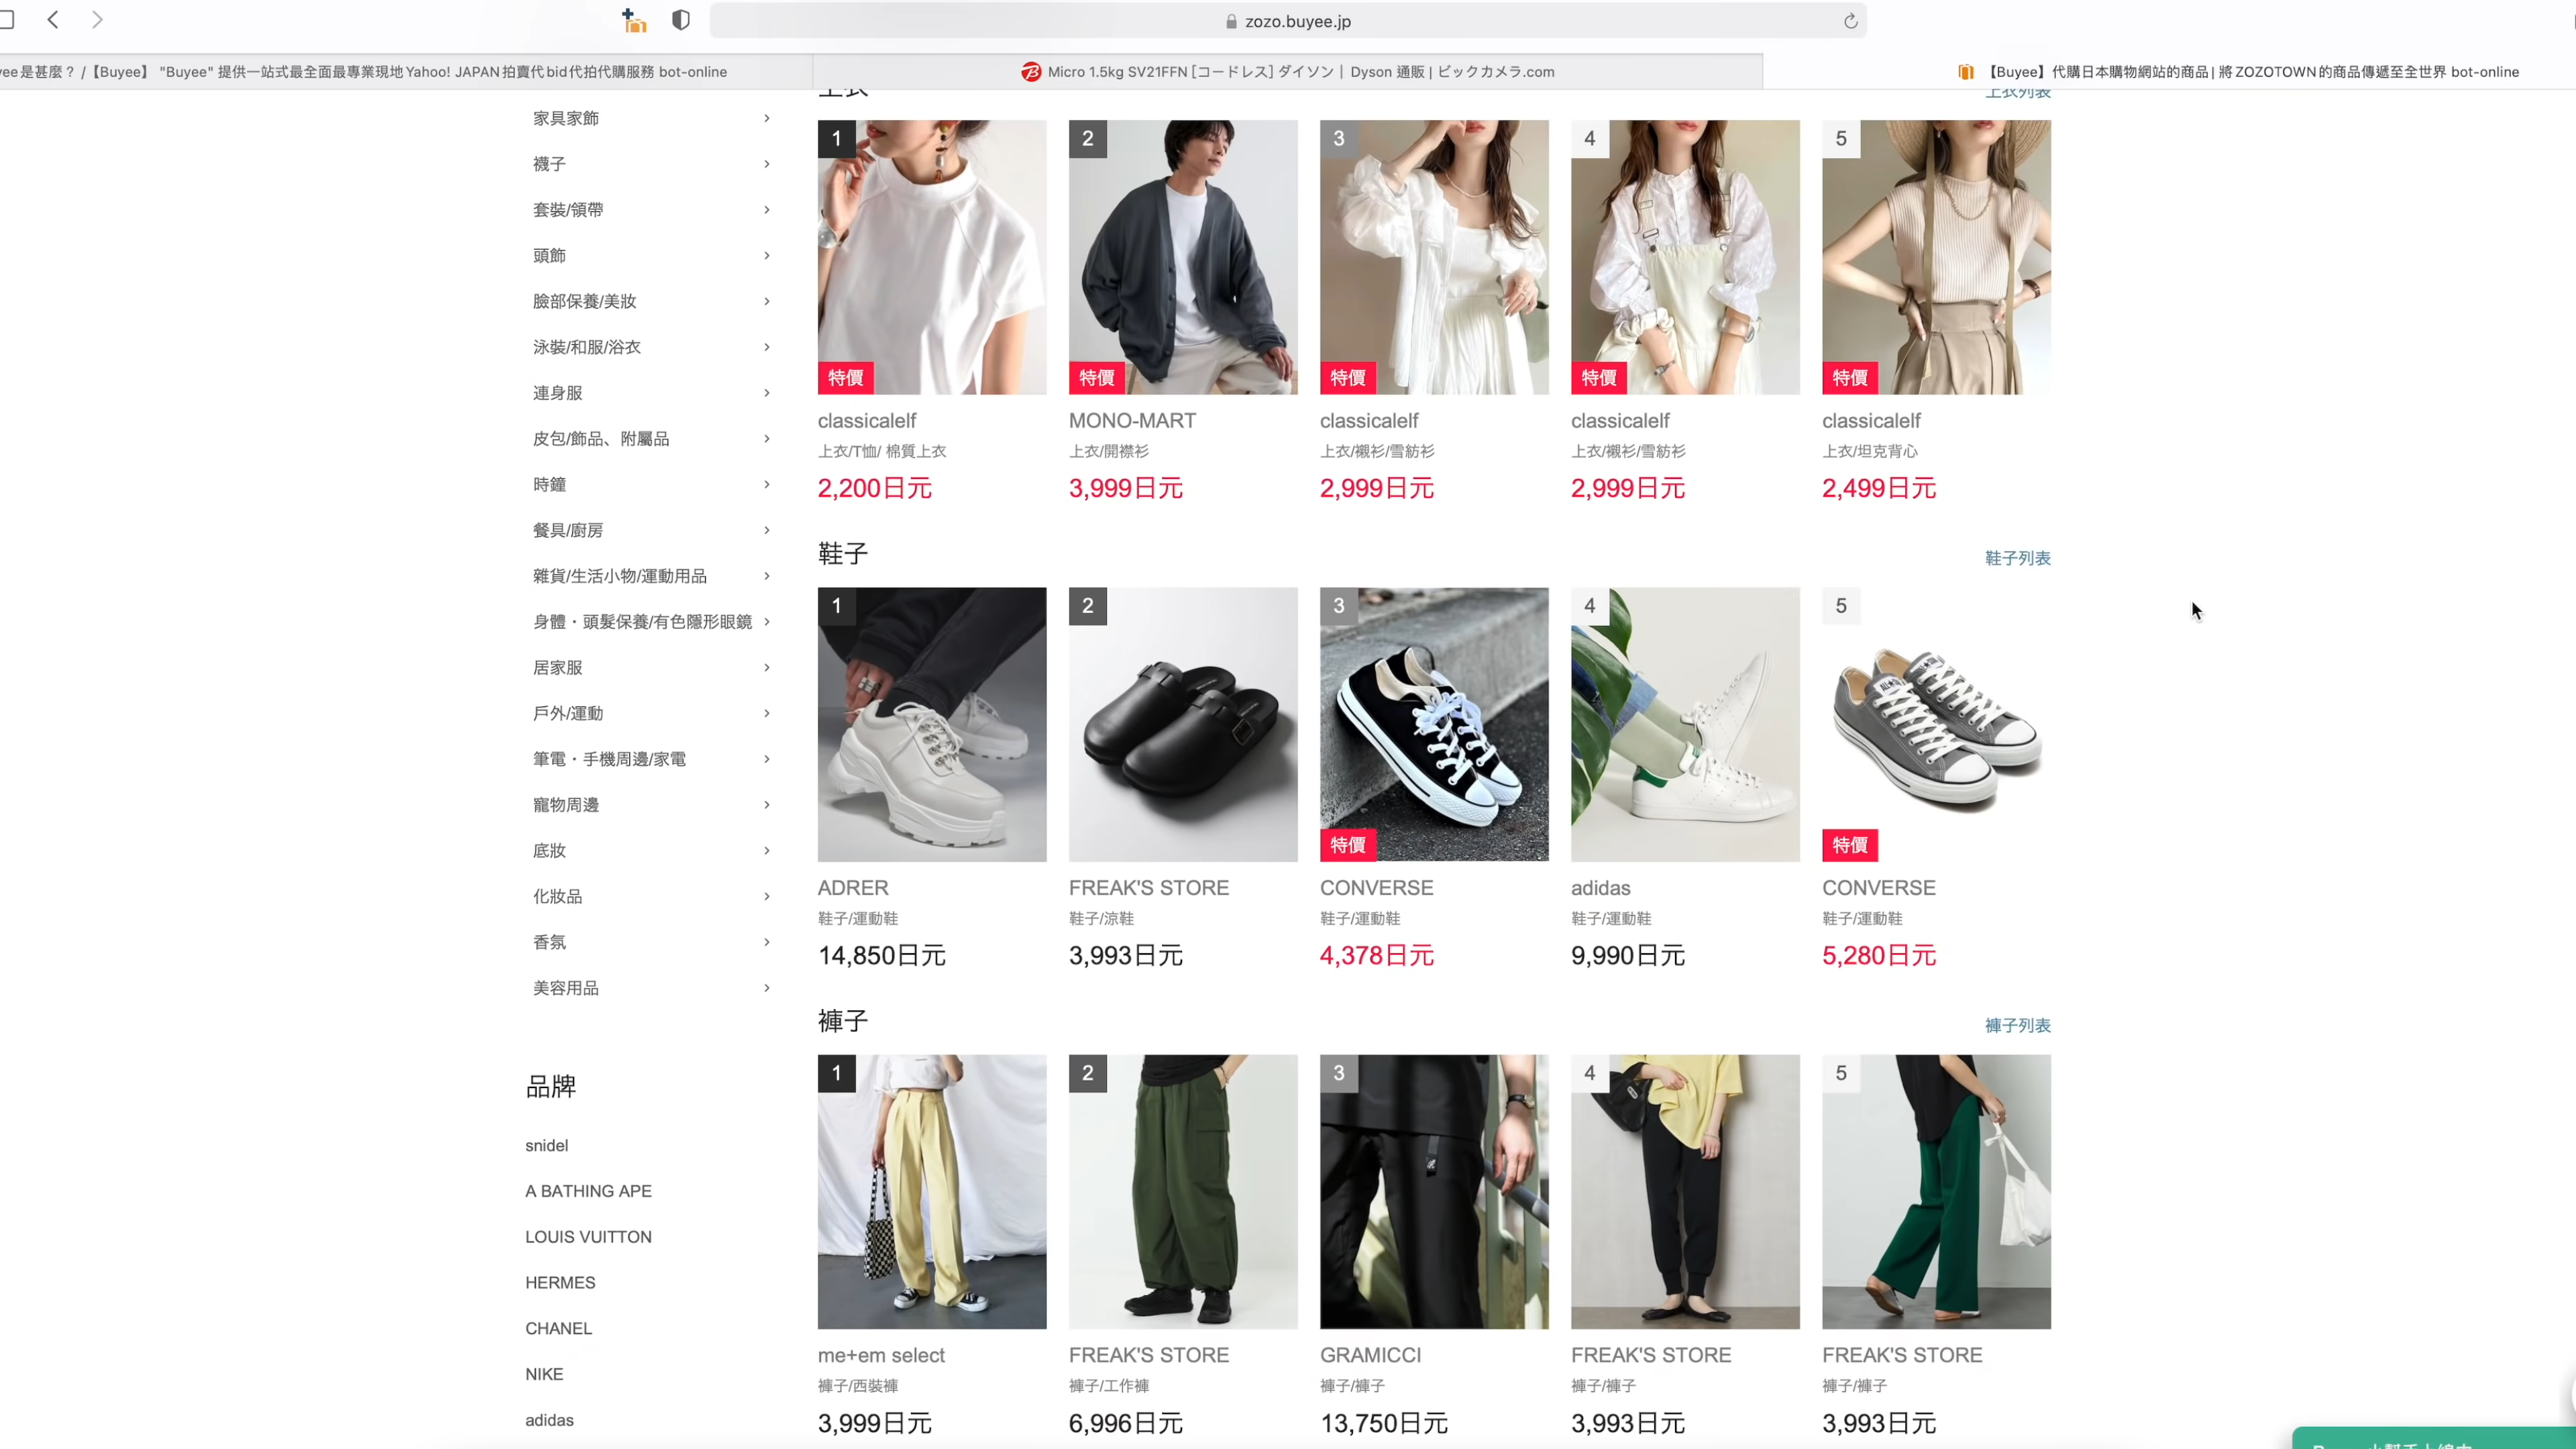 zozo.buyee.jp
yee是甚麼？ /【Buyee】 "Buyee" 提供一站式最全面最專業現地Yahoo! JAPAN拍賣代bid代拍代購服務 bot-online
Micro 1.5kg SV21FFN [コードレス] ダイソン｜ Dyson 通販 | ビックカメラ.com
【Buyee】代購日本購物網站的商品| 將ZOZOTOWN的商品傳遞至全世界 bot-online
上衣
上衣列表
家具家飾
襪子
套裝/領帶
頭飾
臉部保養/美妝
泳裝/和服/浴衣
連身服
皮包/飾品、附屬品
時鐘
餐具/廚房
雜貨/生活小物/運動用品
身體・頭髮保養/有色隱形眼鏡
居家服
戶外/運動
筆電・手機周邊/家電
寵物周邊
底妝
化妝品
香氛
美容用品
品牌
snidel
A BATHING APE
LOUIS VUITTON
HERMES
CHANEL
NIKE
adidas
1 2 3 4 5
特價 特價 特價 特價 特價
classicalelf MONO-MART classicalelf classicalelf classicalelf
上衣/T恤/ 棉質上衣 上衣/開襟衫 上衣/襯衫/雪紡衫 上衣/襯衫/雪紡衫 上衣/坦克背心
2,200日元 3,999日元 2,999日元 2,999日元 2,499日元
鞋子
鞋子列表
1 2 3 4 5
特價 特價
ADRER FREAK'S STORE CONVERSE adidas CONVERSE
鞋子/運動鞋 鞋子/涼鞋 鞋子/運動鞋 鞋子/運動鞋 鞋子/運動鞋
14,850日元 3,993日元 4,378日元 9,990日元 5,280日元
褲子
褲子列表
1 2 3 4 5
me+em select FREAK'S STORE GRAMICCI FREAK'S STORE FREAK'S STORE
褲子/西裝褲 褲子/工作褲 褲子/褲子 褲子/褲子 褲子/褲子
3,999日元 6,996日元 13,750日元 3,993日元 3,993日元